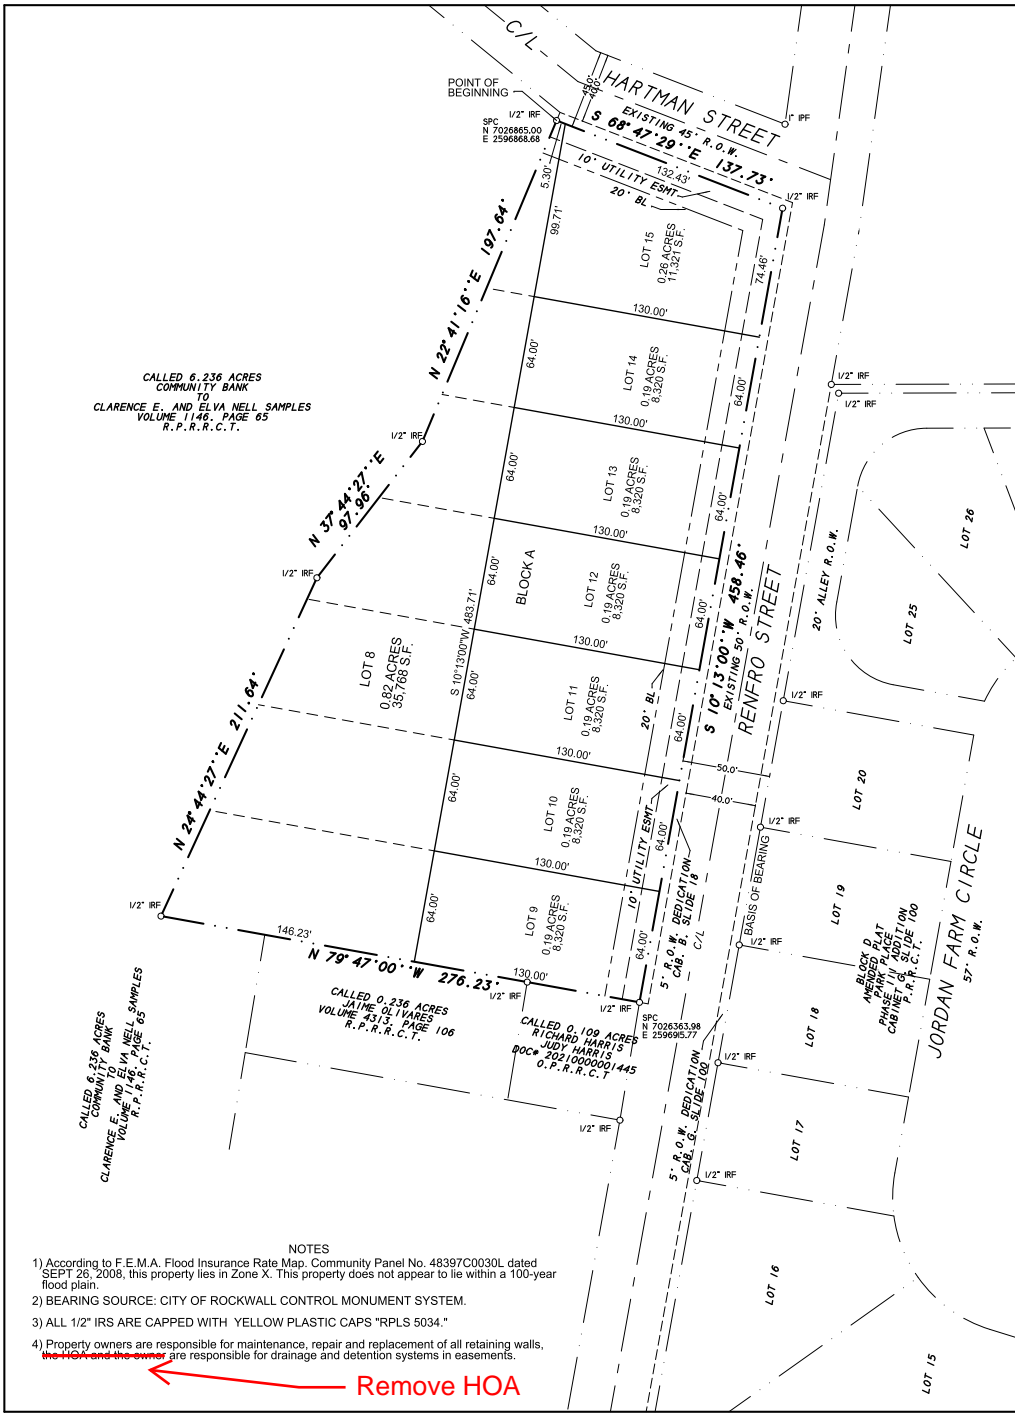 C/L
HARTMAN STREET
EXISTING 45' R.O.W.
S 68°47'29''E 137.73'
132.43'
45.0'
40.0'
POINT OF
BEGINNING
1/2" IRF
SPC
N 7026865.00
E 2596868.68
1" IPF
1/2" IRF
10' UTILITY ESMT
20' BL
5.30'
99.71'
N 22°41'16''E 197.64'
LOT 15
0.26 ACRES
11,321 S.F.
74.46'
130.00'
64.00'
LOT 14
0.19 ACRES
8,320 S.F.
64.00'
130.00'
CALLED 6.236 ACRES
COMMUNITY BANK
TO
CLARENCE E. AND ELVA NELL SAMPLES
VOLUME 1146, PAGE 65
R.P.R.R.C.T.
1/2" IRF
1/2" IRF
1/2" IRF
64.00'
LOT 13
0.19 ACRES
8,320 S.F.
64.00'
130.00'
N 37°44'27''E
97.96'
1/2" IRF
64.00'
BLOCK A
LOT 12
0.19 ACRES
8,320 S.F.
64.00'
130.00'
S 10°13'00"W 483.71'
S 10°13'00''W 458.46'
EXISTING 50' R.O.W.
RENFRO STREET
20' ALLEY R.O.W.
LOT 26
LOT 25
LOT 8
0.82 ACRES
35,768 S.F.
64.00'
LOT 11
0.19 ACRES
8,320 S.F.
20' BL
64.00'
130.00'
1/2" IRF
N 24°44'27''E 211.64'
50.0'
40.0'
64.00'
LOT 10
0.19 ACRES
8,320 S.F.
10' UTILITY ESMT
64.00'
130.00'
LOT 20
1/2" IRF
BASIS OF BEARING
5' R.O.W. DEDICATION
CAB. B. SLIDE 18
C/L
LOT 19
JORDAN FARM CIRCLE
57' R.O.W.
1/2" IRF
146.23'
N 79°47'00''W 276.23'
64.00'
LOT 9
0.19 ACRES
8,320 S.F.
64.00'
130.00'
1/2" IRF
1/2" IRF
1/2" IRF
BLOCK D
AMENDED PLAT
PARK PLACE
PHASE III ADDITION
CABINET G, SLIDE 100
P.R.R.C.T.
CALLED 0.236 ACRES
JAIME OLIVARES
VOLUME 4313, PAGE 106
R.P.R.R.C.T.
CALLED 0.109 ACRES
RICHARD HARRIS
JUDY HARRIS
DOC# 20210000001445
O.P.R.R.C.T
SPC
N 7026363.98
E 2596915.77
CALLED 6.236 ACRES
COMMUNITY BANK
TO
CLARENCE E. AND ELVA NELL SAMPLES
VOLUME 1146, PAGE 65
R.P.R.R.C.T.
LOT 18
1/2" IRF
5' R.O.W. DEDICATION
CAB. G. SLIDE 100
1/2" IRF
LOT 17
1/2" IRF
LOT 16
LOT 15
NOTES
1) According to F.E.M.A. Flood Insurance Rate Map. Community Panel No. 48397C0030L dated
SEPT 26, 2008, this property lies in Zone X. This property does not appear to lie within a 100-year
flood plain.
2) BEARING SOURCE: CITY OF ROCKWALL CONTROL MONUMENT SYSTEM.
3) ALL 1/2" IRS ARE CAPPED WITH YELLOW PLASTIC CAPS "RPLS 5034."
4) Property owners are responsible for maintenance, repair and replacement of all retaining walls,
the HOA and the owner are responsible for drainage and detention systems in easements.
Remove HOA